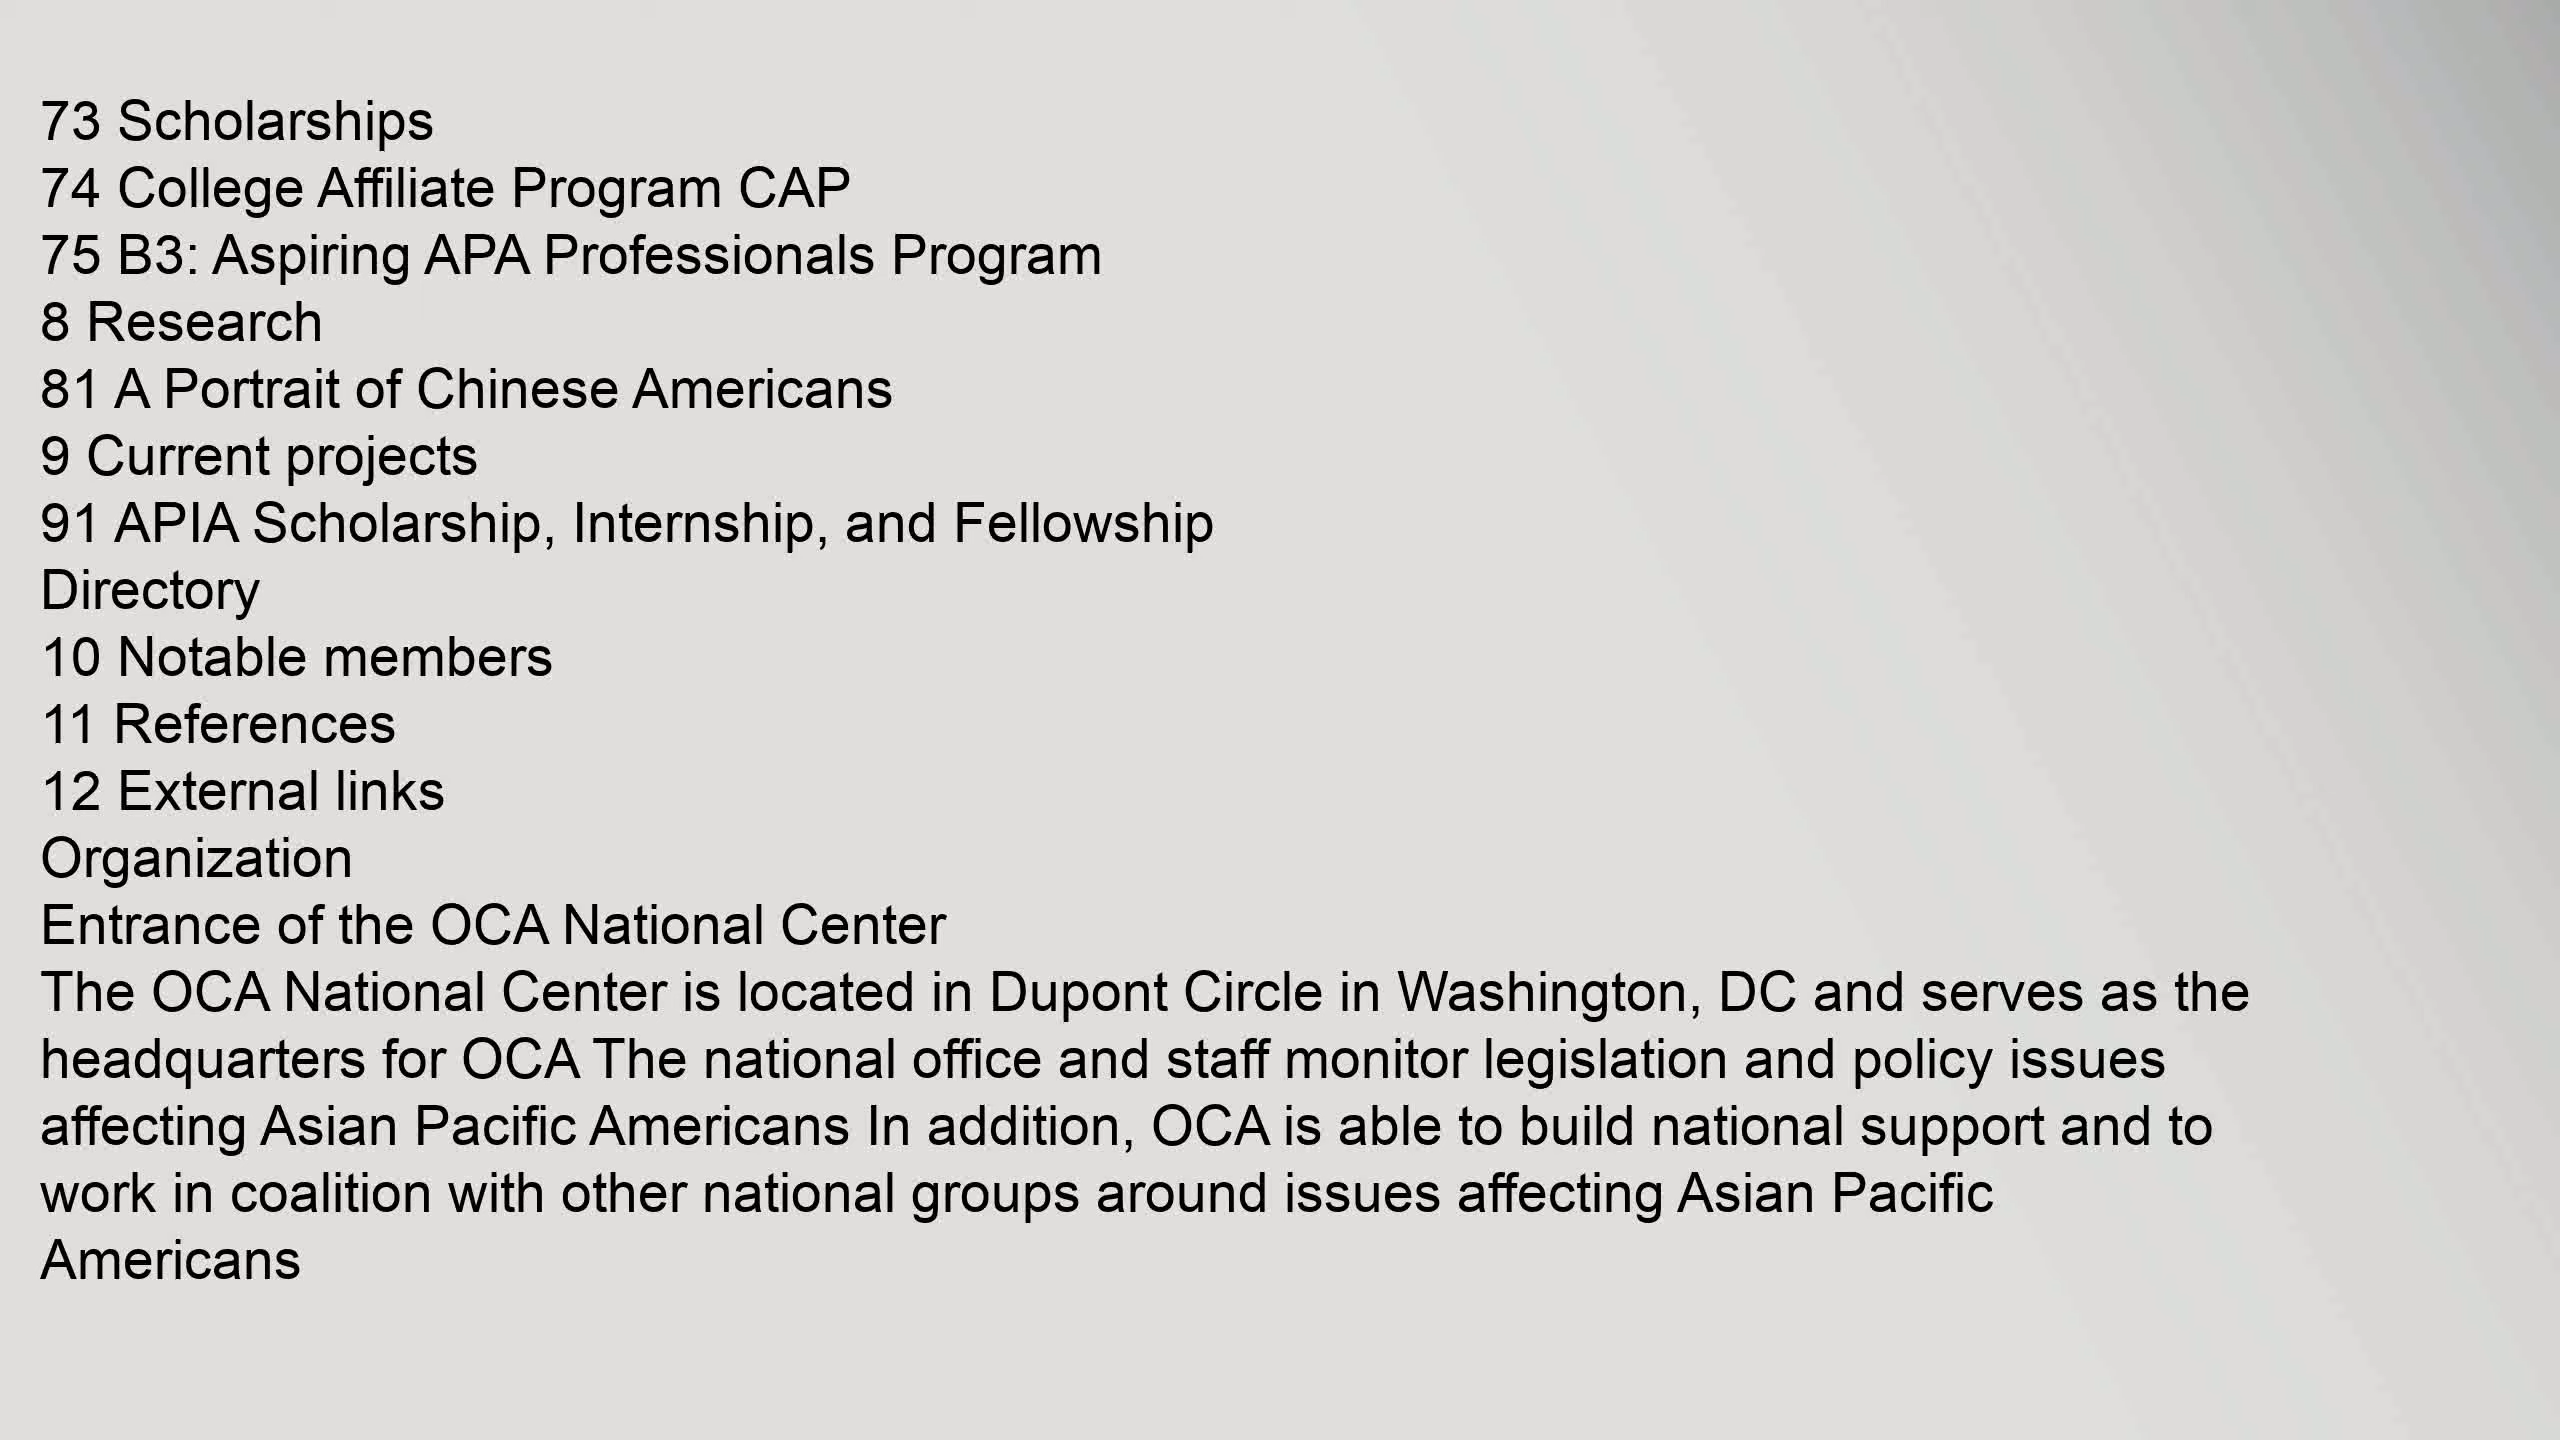 73 Scholarships
74 College Affiliate Program CAP
75 B3: Aspiring APA Professionals Program
8 Research
81 A Portrait of Chinese Americans
9 Current projects
91 APIA Scholarship, Internship, and Fellowship
Directory
10 Notable members
11 References
12 External links
Organization
Entrance of the OCA National Center
The OCA National Center is located in Dupont Circle in Washington, DC and serves as the
headquarters for OCA The national office and staff monitor legislation and policy issues
affecting Asian Pacific Americans In addition, OCA is able to build national support and to
work in coalition with other national groups around issues affecting Asian Pacific
Americans